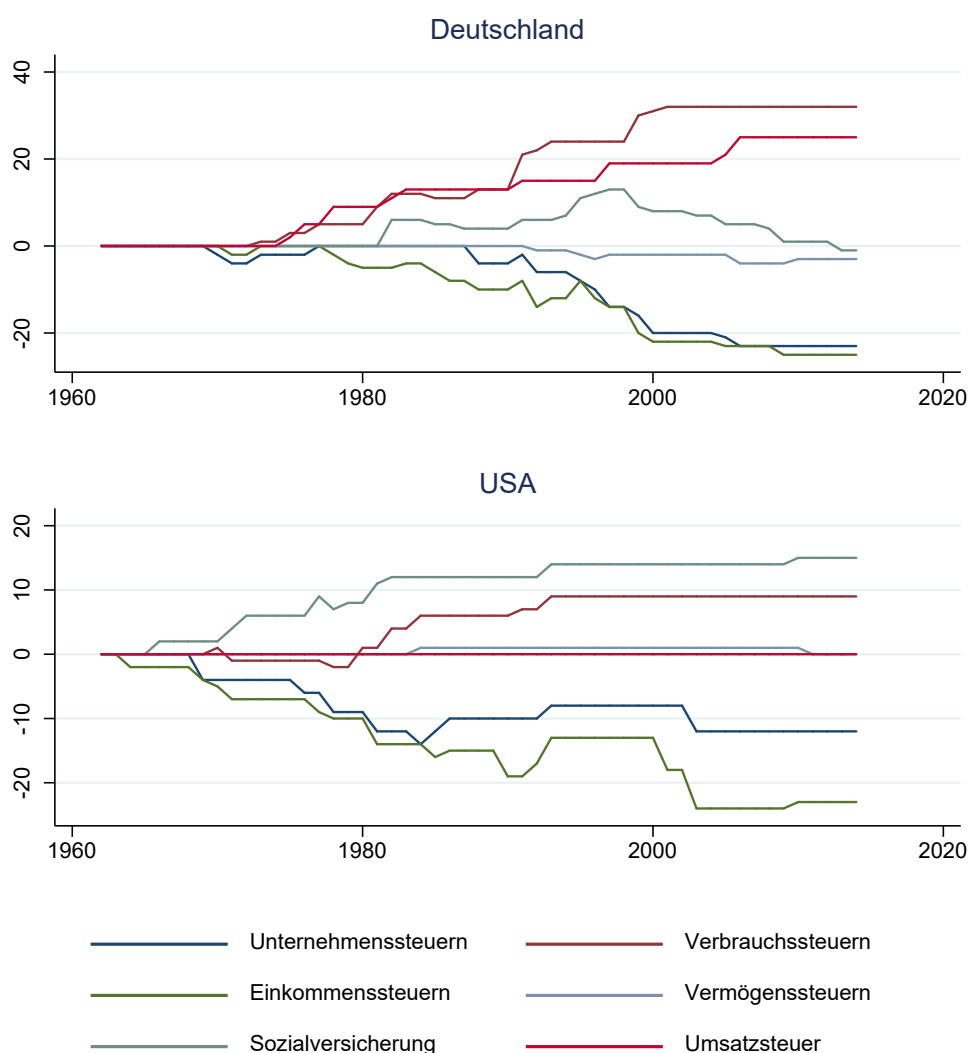 Deutschland
40
20
0
-20
1960 1980 2000 2020
USA
20
10
0
-10
-20
1960 1980 2000 2020
Unternehmenssteuern Verbrauchssteuern
Einkommenssteuern Vermögenssteuern
Sozialversicherung Umsatzsteuer